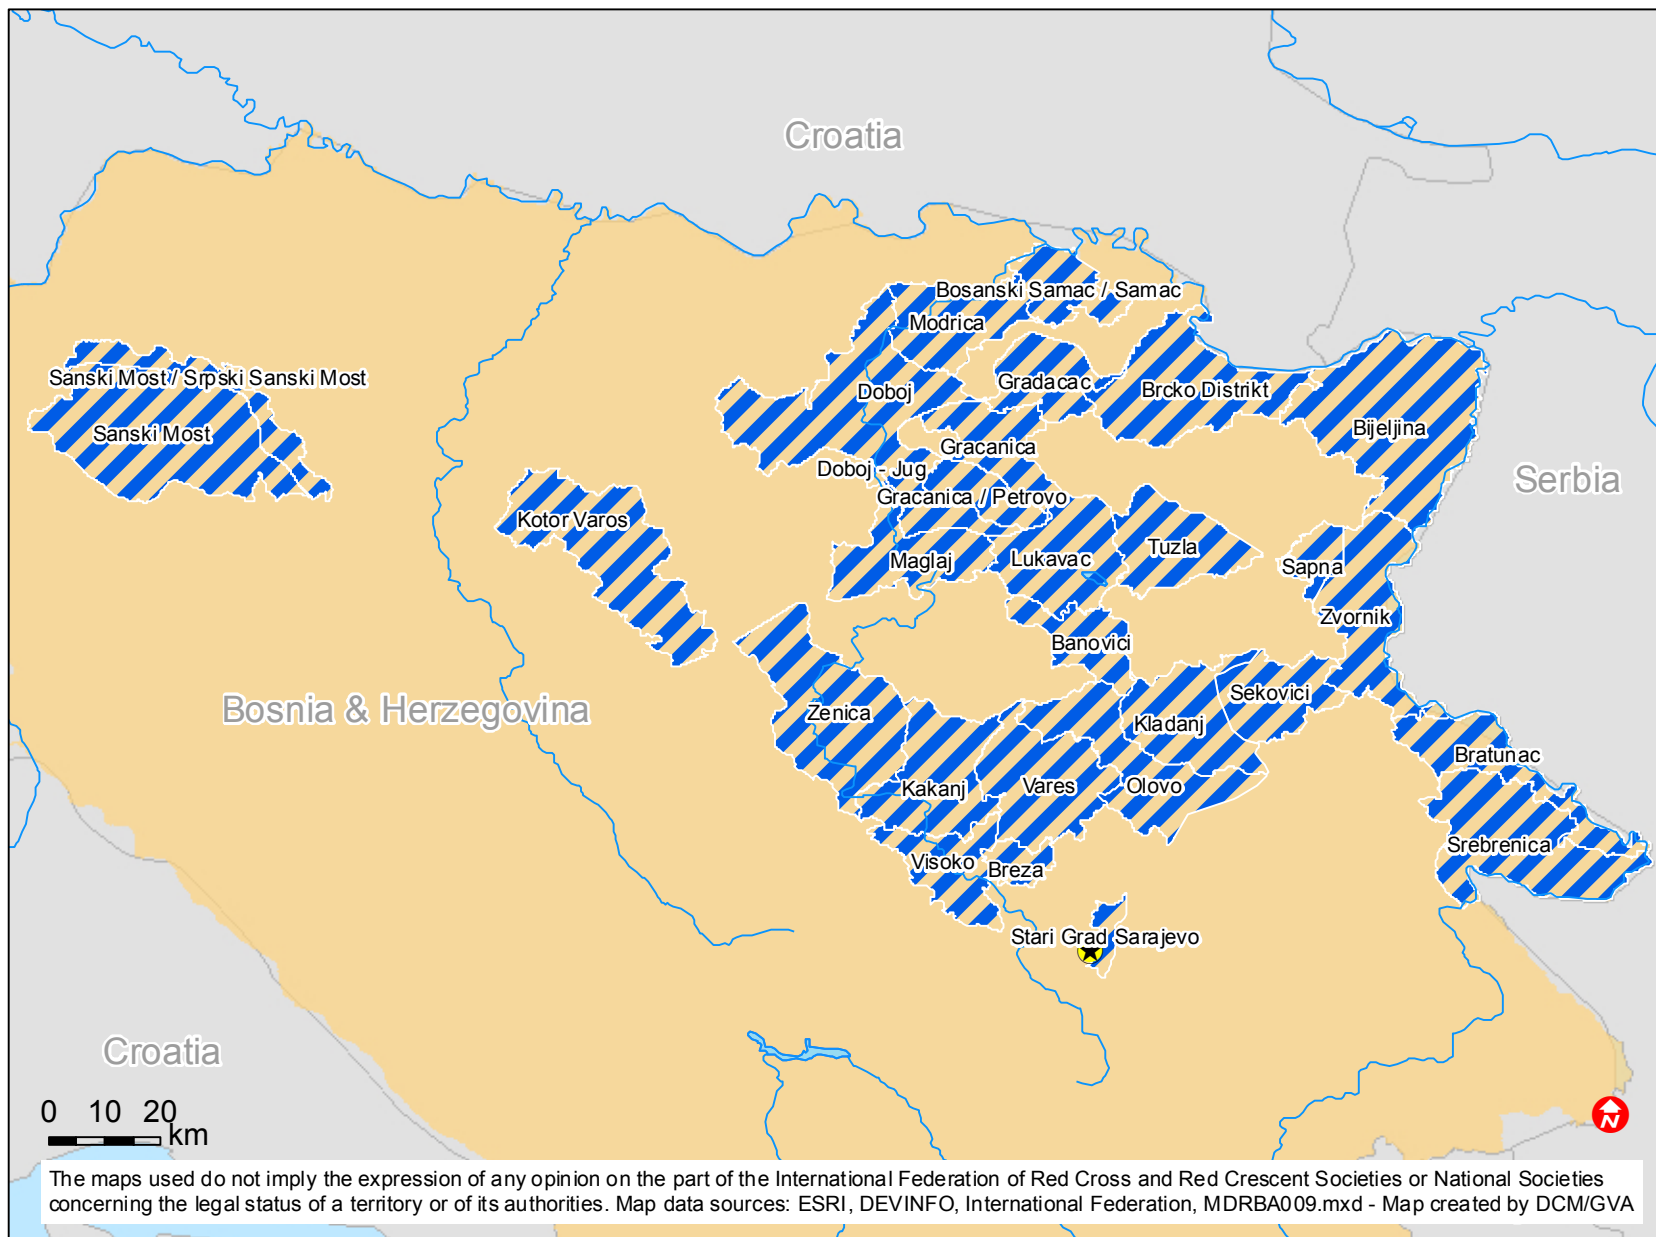 Croatia
Bosanski Samac / Samac
Modrica
Sanski Most / Srpski Sanski Most
Gradacac
Doboj
Brcko Distrikt
Bijeljina
Sanski Most
Gracanica
Doboj - Jug
Serbia
Gracanica / Petrovo
Kotor Varos
Maglaj
Lukavac
Tuzla
Sapna
Zvornik
Banovici
Sekovici
Bosnia & Herzegovina
Zenica
Kladanj
Bratunac
Kakanj
Vares
Olovo
Srebrenica
Visoko
Breza
Stari Grad Sarajevo
Croatia
0 10 20
km
N
The maps used do not imply the expression of any opinion on the part of the International Federation of Red Cross and Red Crescent Societies or National Societies
concerning the legal status of a territory or of its authorities. Map data sources: ESRI, DEVINFO, International Federation, MDRBA009.mxd - Map created by DCM/GVA